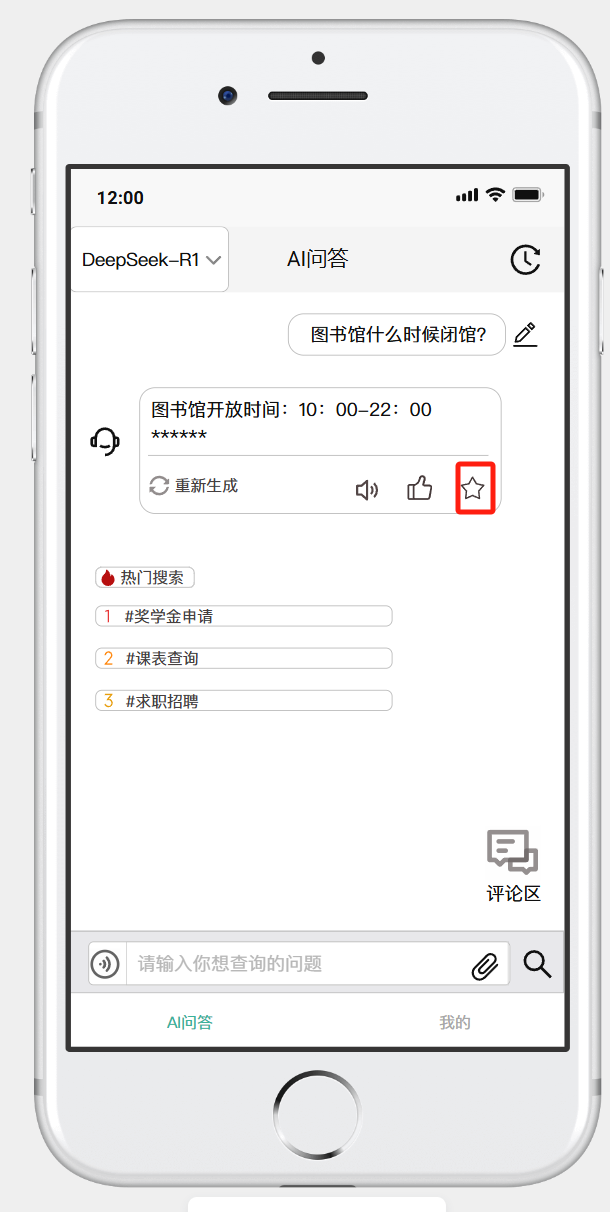 12:00
DeepSeek-R1
AI问答
图书馆什么时候闭馆?
图书馆开放时间：10：00-22：00
******
重新生成
热门搜索
1 #奖学金申请
2 #课表查询
3 #求职招聘
评论区
请输入你想查询的问题
AI问答
我的